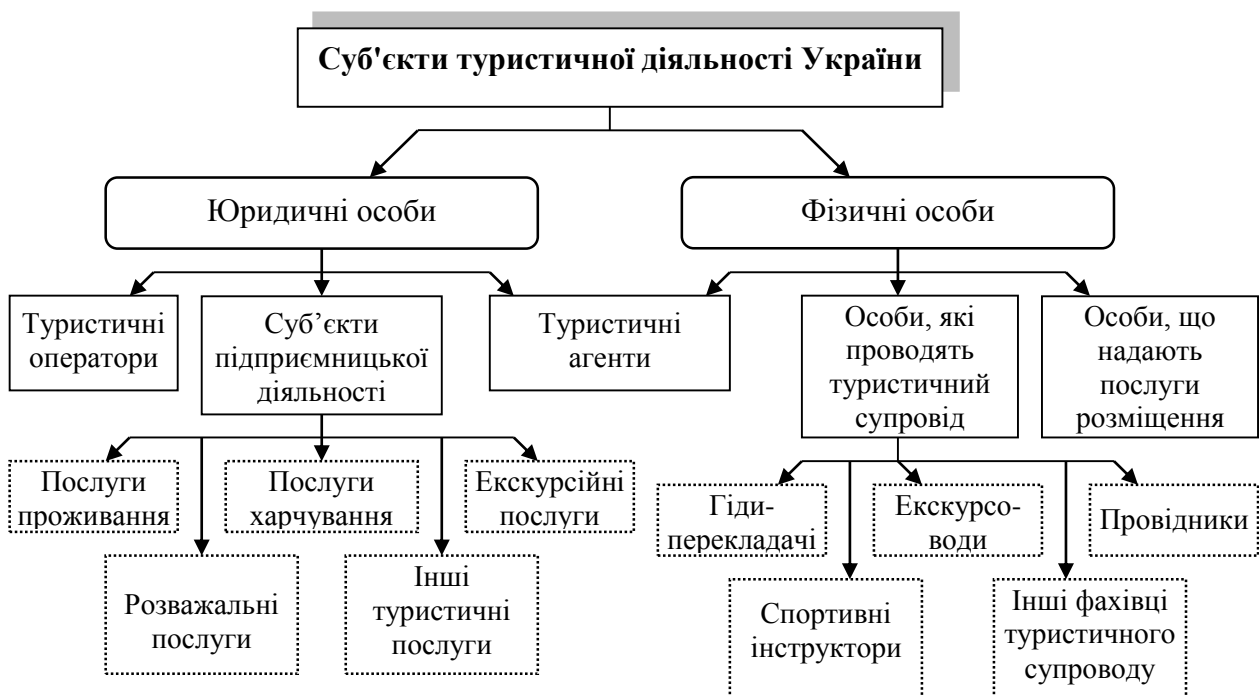 Суб'єкти туристичної діяльності України
Юридичні особи
Фізичні особи
Туристичні
оператори
Суб’єкти
підприємницької
діяльності
Туристичні
агенти
Особи, які
проводять
туристичний
супровід
Особи, що
надають
послуги
розміщення
Послуги
проживання
Послуги
харчування
Екскурсійні
послуги
Розважальні
послуги
Інші
туристичні
послуги
Гіди-
перекладачі
Екскурсо-
води
Провідники
Спортивні
інструктори
Інші фахівці
туристичного
супроводу